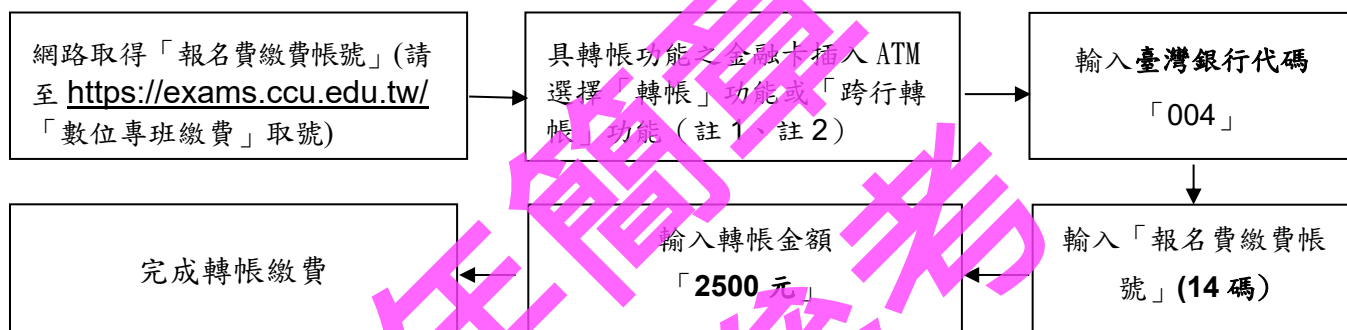 網路取得「報名費繳費帳號」(請
至 https://exams.ccu.edu.tw/
「數位專班繳費」取號)
具轉帳功能之金融卡插入 ATM
選擇「轉帳」功能或「跨行轉
帳」功能（註 1、註 2）
輸入臺灣銀行代碼
「004」
輸入「報名費繳費帳
號」(14 碼)
輸入轉帳金額
「2500 元」
完成轉帳繳費
年簡章
考